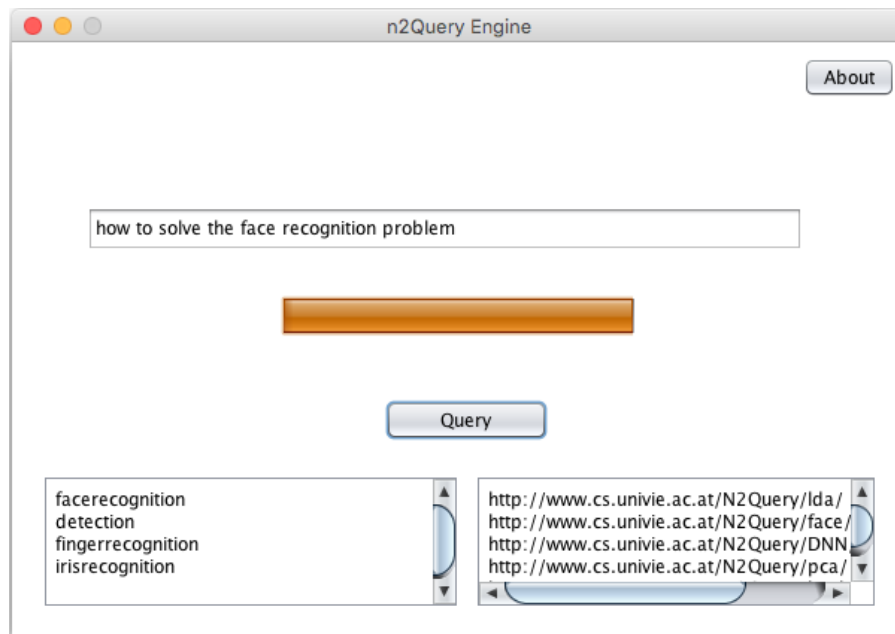 n2Query Engine
About
how to solve the face recognition problem
Query
facerecognition
detection
fingerrecognition
irisrecognition
http://www.cs.univie.ac.at/N2Query/lda/
http://www.cs.univie.ac.at/N2Query/face/
http://www.cs.univie.ac.at/N2Query/DNN
http://www.cs.univie.ac.at/N2Query/pca/